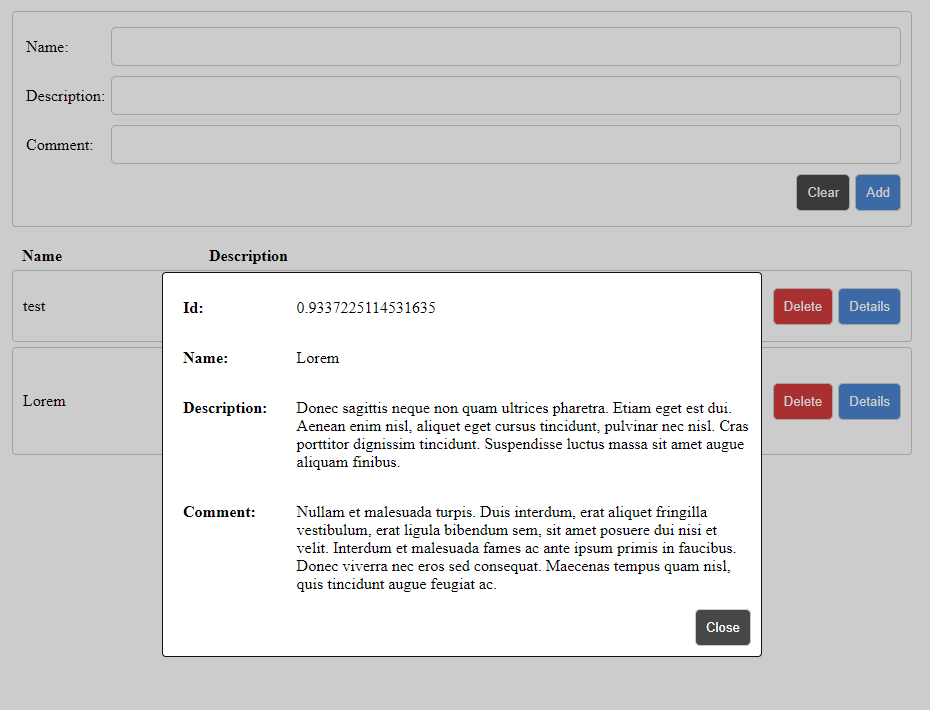 Name:
Description:
Comment:
Clear Add
Name Description
test Delete Details
Lorem Delete Details
Id: 0.9337225114531635
Name: Lorem
Description: Donec sagittis neque non quam ultrices pharetra. Etiam eget est dui.
Aenean enim nisl, aliquet eget cursus tincidunt, pulvinar nec nisl. Cras
porttitor dignissim tincidunt. Suspendisse luctus massa sit amet augue
aliquam finibus.
Comment: Nullam et malesuada turpis. Duis interdum, erat aliquet fringilla
vestibulum, erat ligula bibendum sem, sit amet posuere dui nisi et
velit. Interdum et malesuada fames ac ante ipsum primis in faucibus.
Donec viverra nec eros sed consequat. Maecenas tempus quam nisl,
quis tincidunt augue feugiat ac.
Close